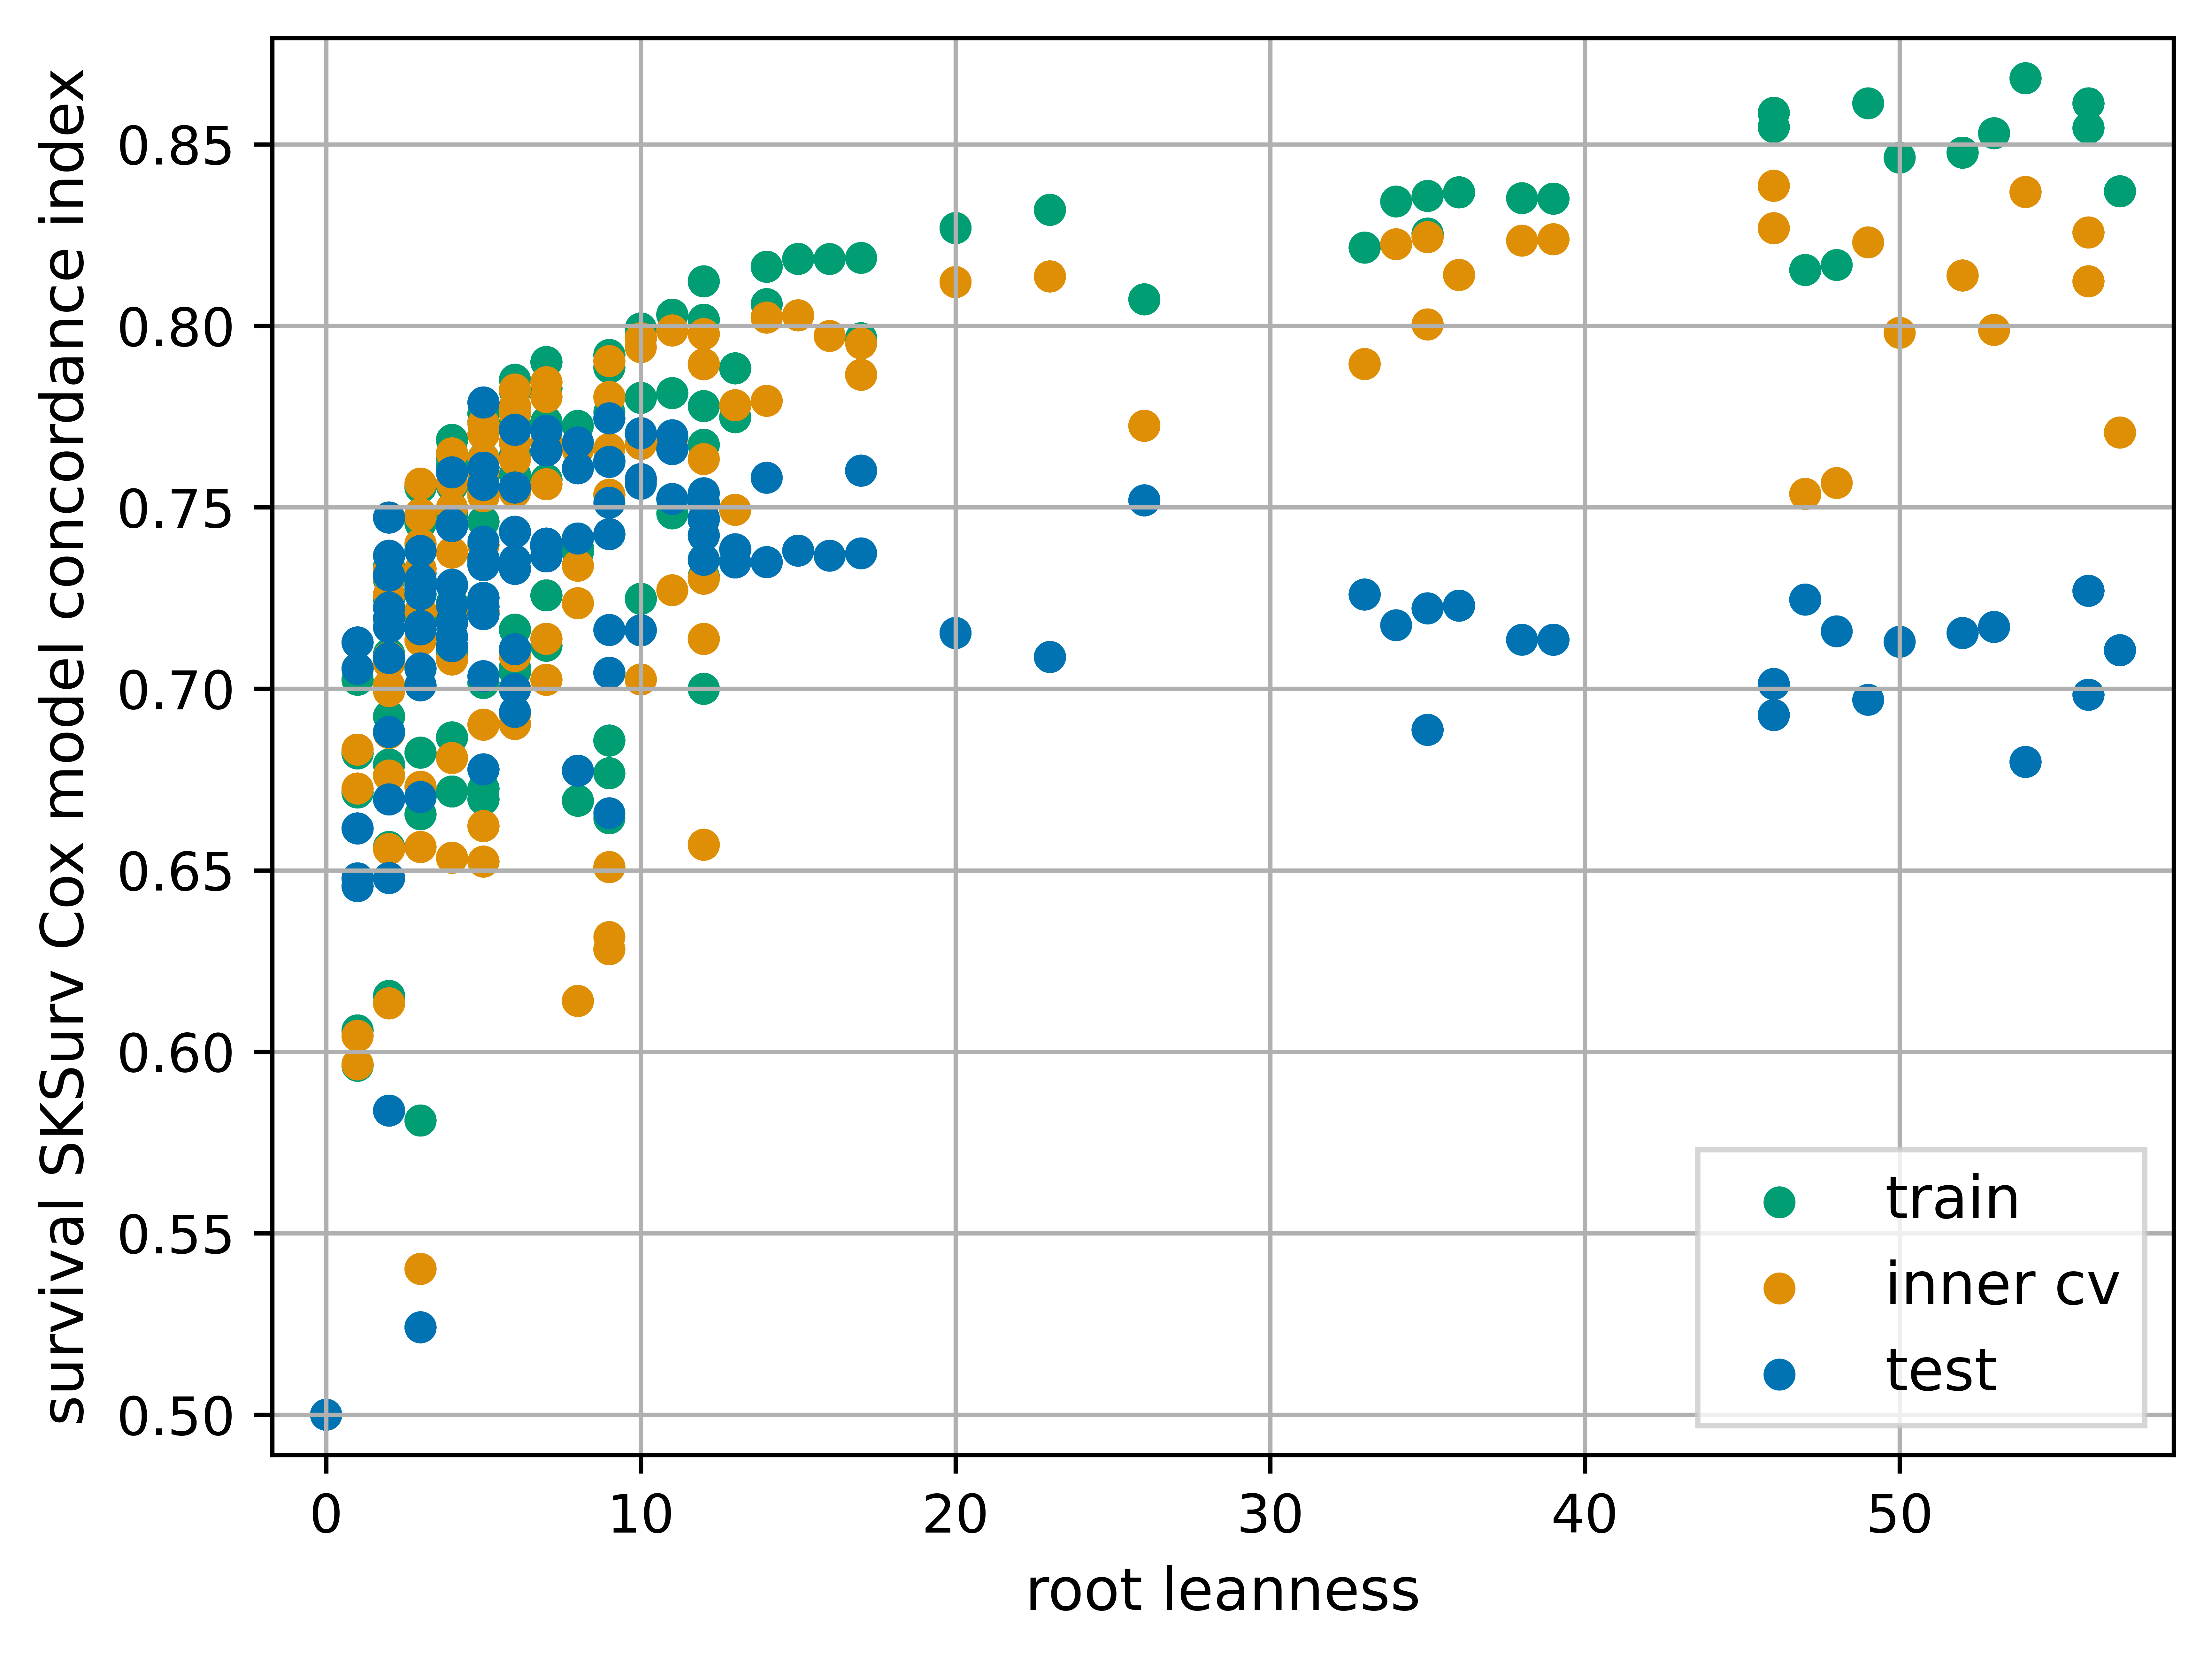 survival SKSurv Cox model concordance index
0.85
0.80
0.75
0.70
0.65
0.60
0.55
0.50
train
inner cv
test
0 10 20 30 40 50
root leanness